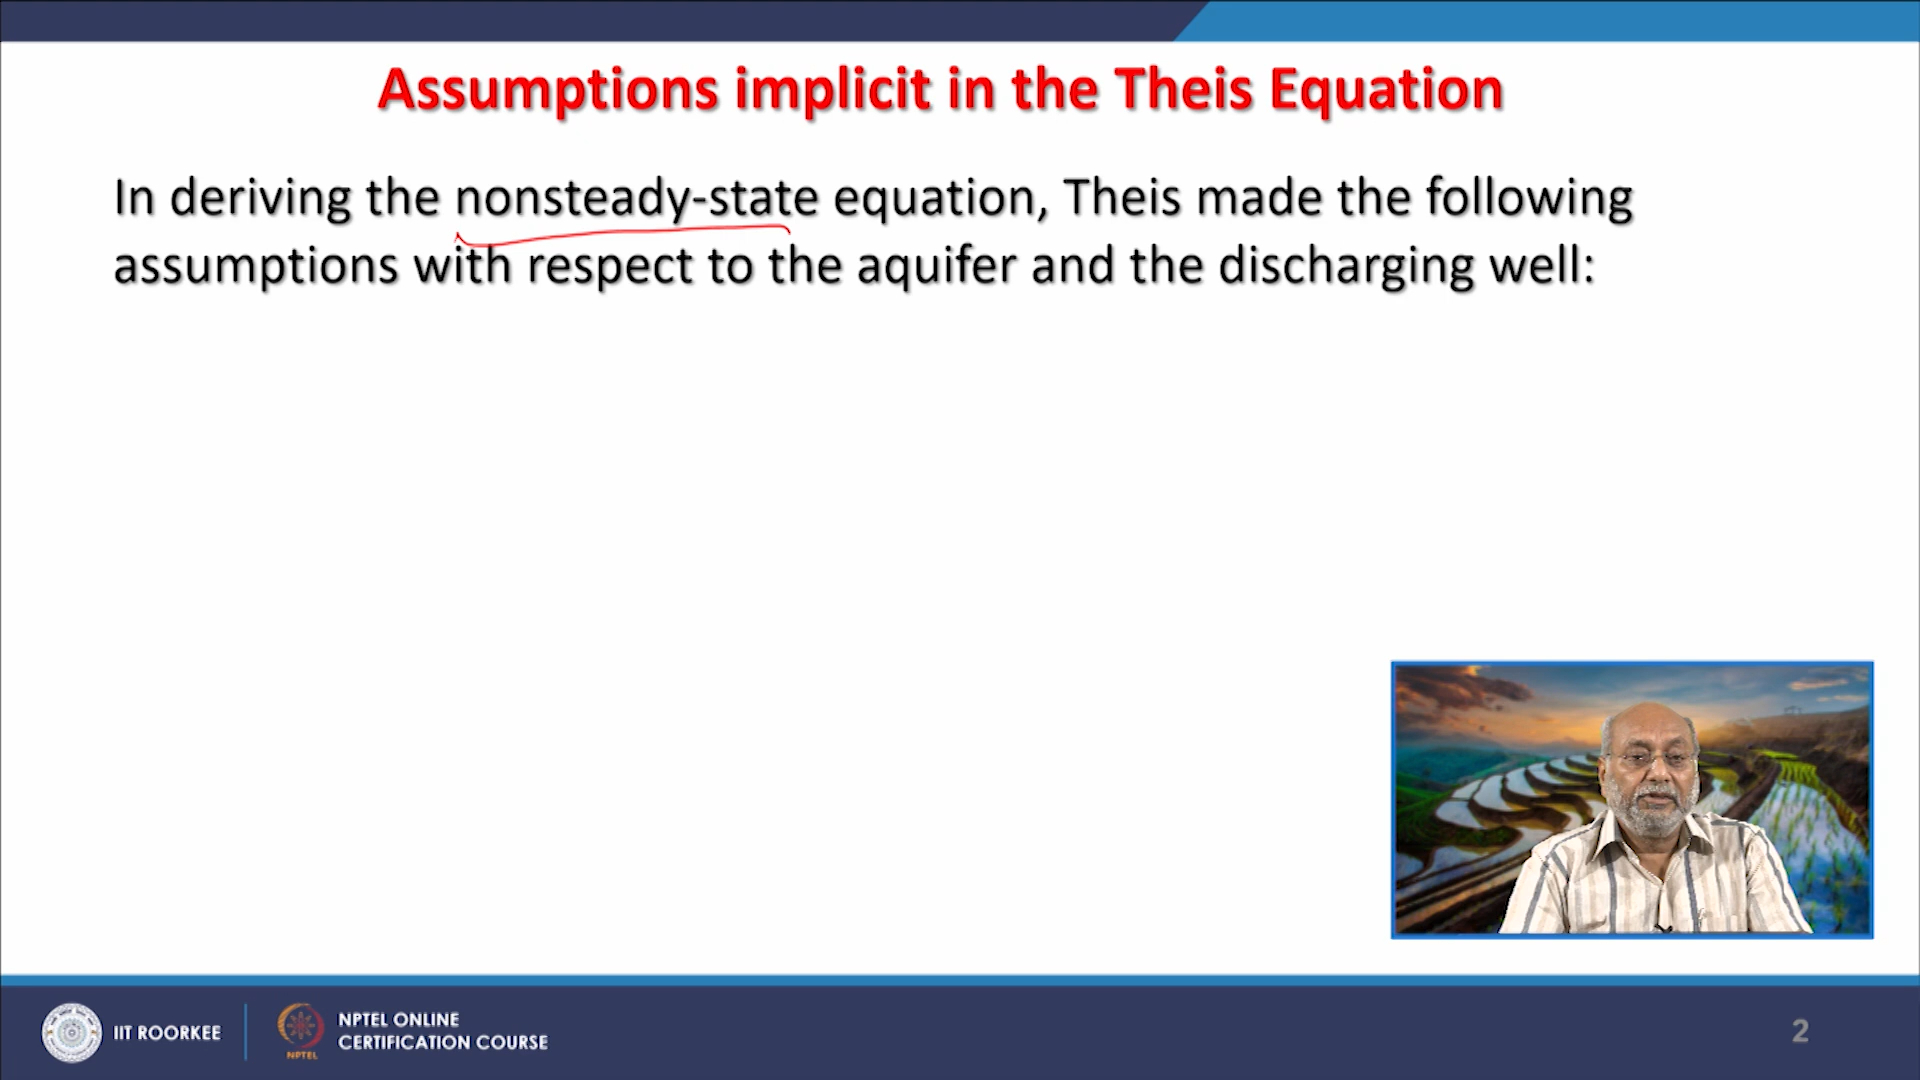 Assumptions implicit in the Theis Equation
In deriving the nonsteady-state equation, Theis made the following
assumptions with respect to the aquifer and the discharging well:
IIT ROORKEE
NPTEL
NPTEL ONLINE
CERTIFICATION COURSE
2